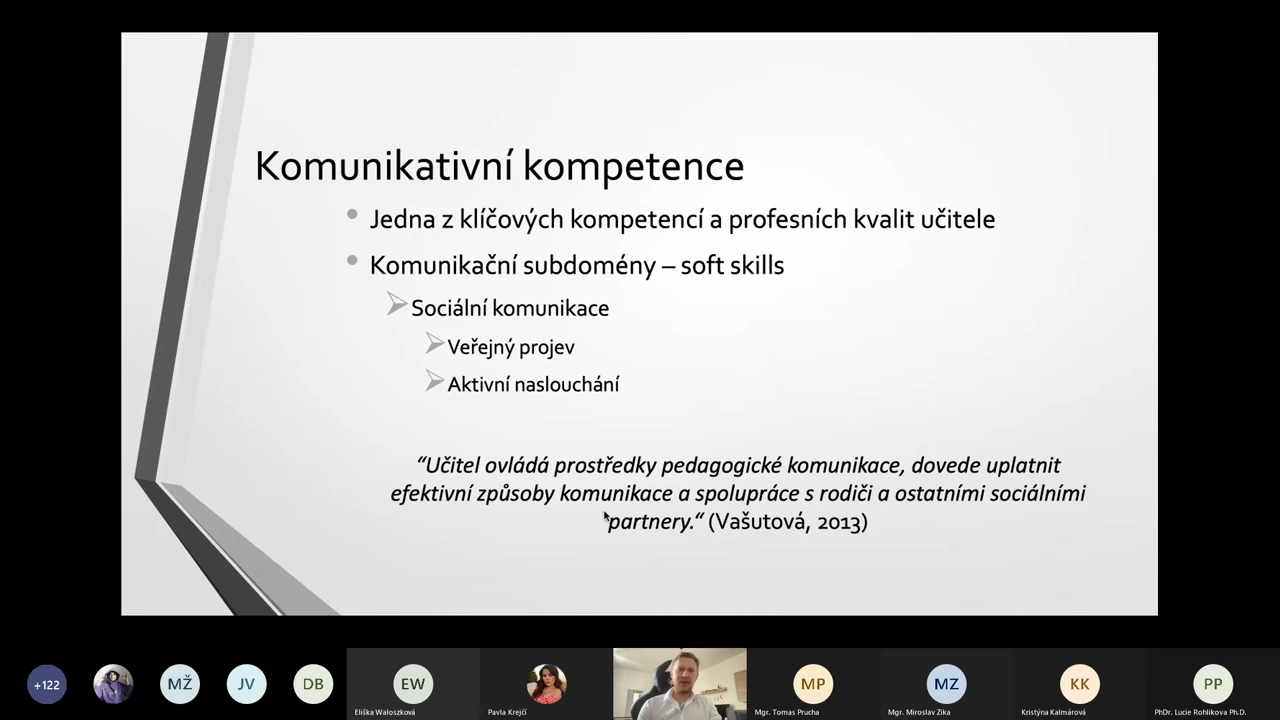 Komunikativní kompetence
Jedna z klíčových kompetencí a profesních kvalit učitele
Komunikační subdomény – soft skills
Sociální komunikace
Veřejný projev
Aktivní naslouchání
“Učitel ovládá prostředky pedagogické komunikace, dovede uplatnit
efektivní způsoby komunikace a spolupráce s rodiči a ostatními sociálními
partnery.“ (Vašutová, 2013)
+122
MŽ
JV
DB
EW
MP
MZ
KK
PP
Eliška Waloszková
Pavla Krejčí
Mgr. Tomas Prucha
Mgr. Miroslav Zíka
Kristýna Kalmárová
PhDr. Lucie Rohlíkova Ph.D.